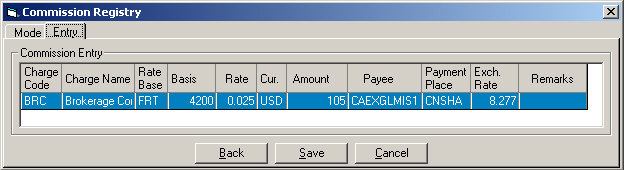 Commission Registry
Mode Entry
Commission Entry
Charge Code Charge Name Rate Base Basis Rate Cur. Amount Payee Payment Place Exch. Rate Remarks
BRC Brokerage Cor FRT 4200 0.025 USD 105 CAEXGLMIS1 CNSHA 8.277
Back Save Cancel